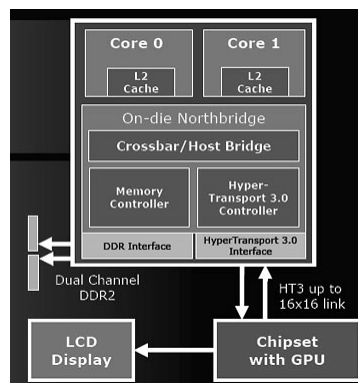 Core 0
Core 1
L2
Cache
L2
Cache
On-die Northbridge
Crossbar/Host Bridge
Memory
Controller
Hyper-
Transport 3.0
Controller
DDR Interface
HyperTransport 3.0
Interface
Dual Channel
DDR2
HT3 up to
16x16 link
LCD
Display
Chipset
with GPU